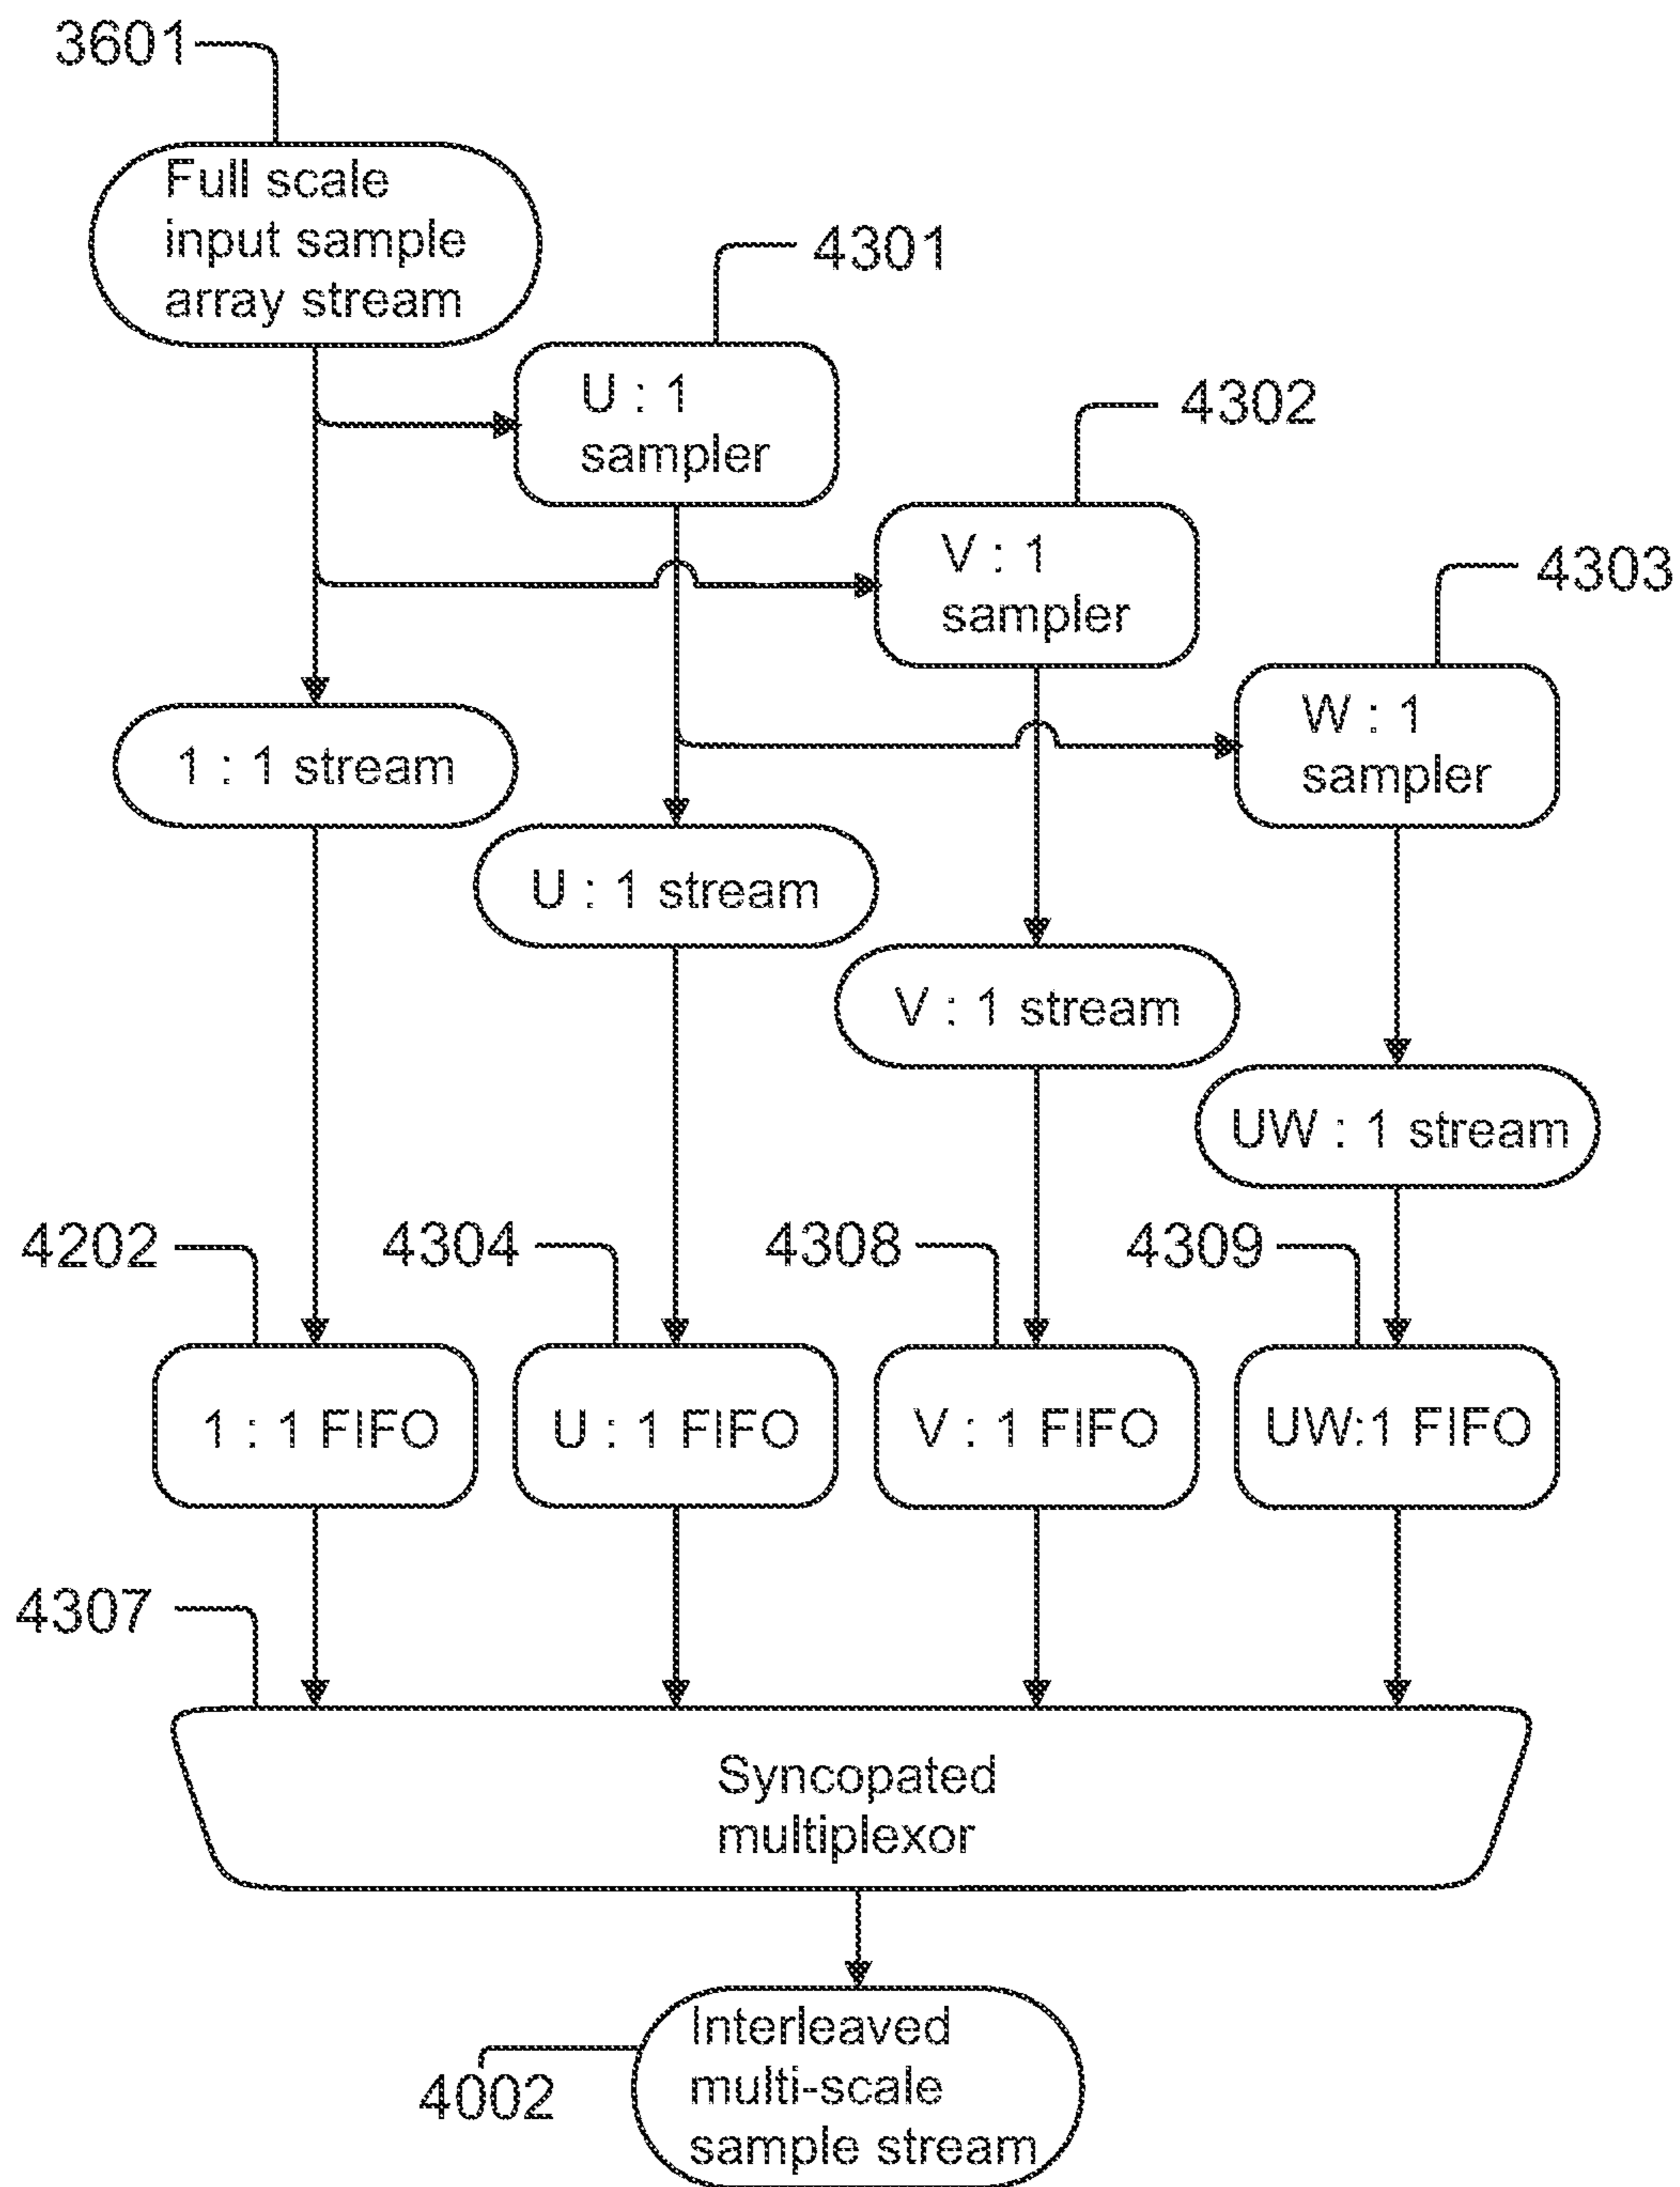 3601
Full scale
input sample
array stream
4301
U : 1
sampler
4302
V : 1
sampler
4303
W : 1
sampler
1 : 1 stream
U : 1 stream
V : 1 stream
UW : 1 stream
4202
4304
4308
4309
1 : 1 FIFO
U : 1 FIFO
V : 1 FIFO
UW:1 FIFO
4307
Syncopated
multiplexor
Interleaved
multi-scale
sample stream
4002